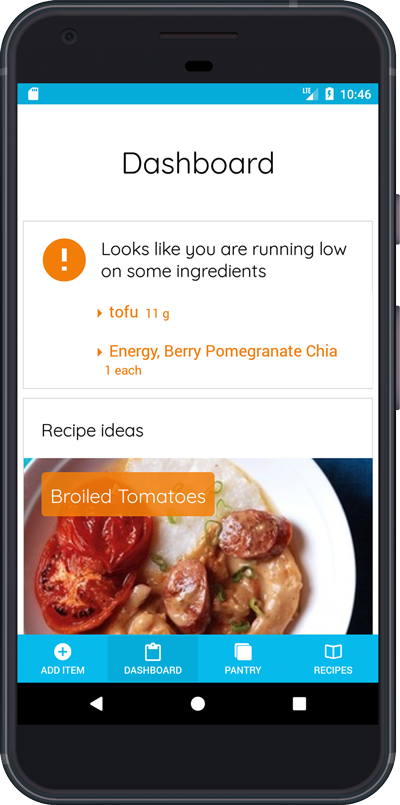 LTE 10:46
Dashboard
Looks like you are running low
on some ingredients
tofu 11 g
Energy, Berry Pomegranate Chia
1 each
Recipe ideas
Broiled Tomatoes
ADD ITEM DASHBOARD PANTRY RECIPES